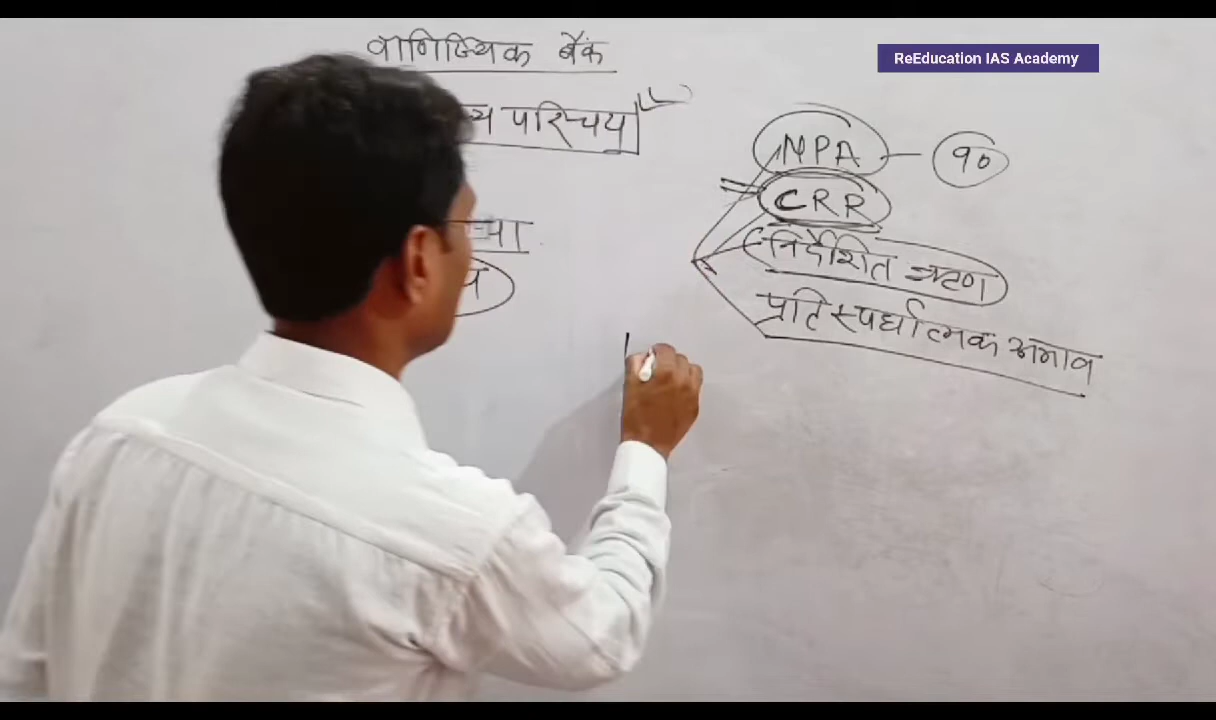 वाणिज्यिक बैंक
ReEducation IAS Academy
परिचय
NPA - 90
CRR
निर्देशित ऋण
प्रतिस्पर्धात्मक अभाव